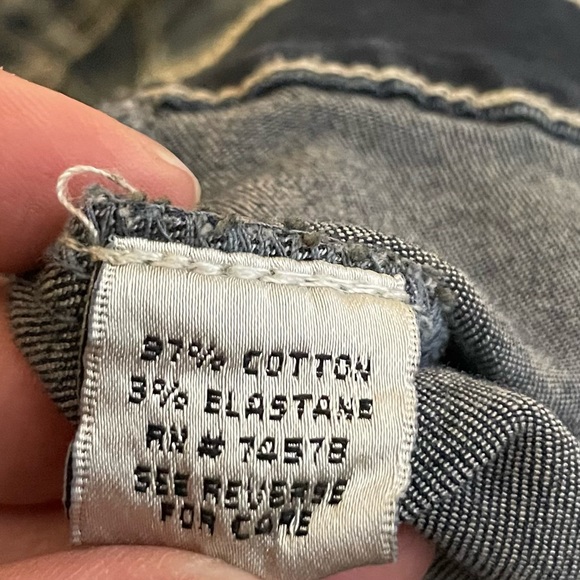 97% COTTON
3% ELASTANE
RN # 74578
SEE REVERSE
FOR CARE